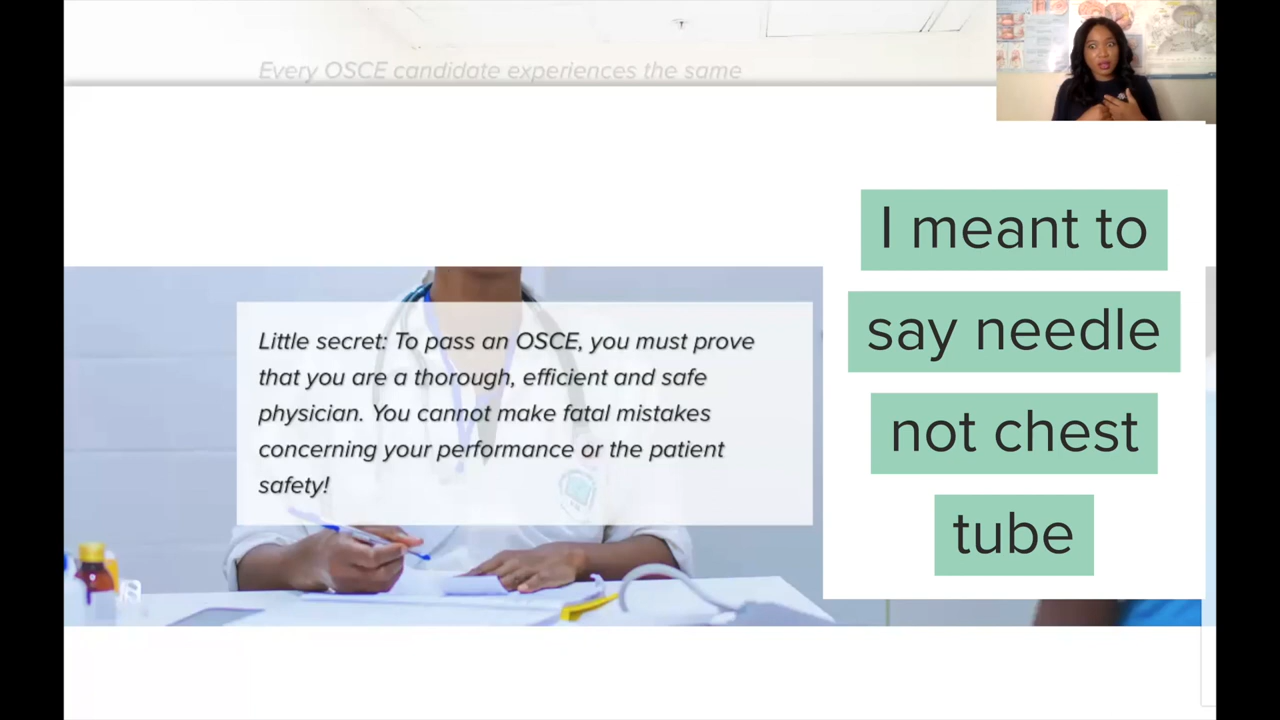 Every OSCE candidate experiences the same
Little secret: To pass an OSCE, you must prove
that you are a thorough, efficient and safe
physician. You cannot make fatal mistakes
concerning your performance or the patient
safety!
I meant to
say needle
not chest
tube